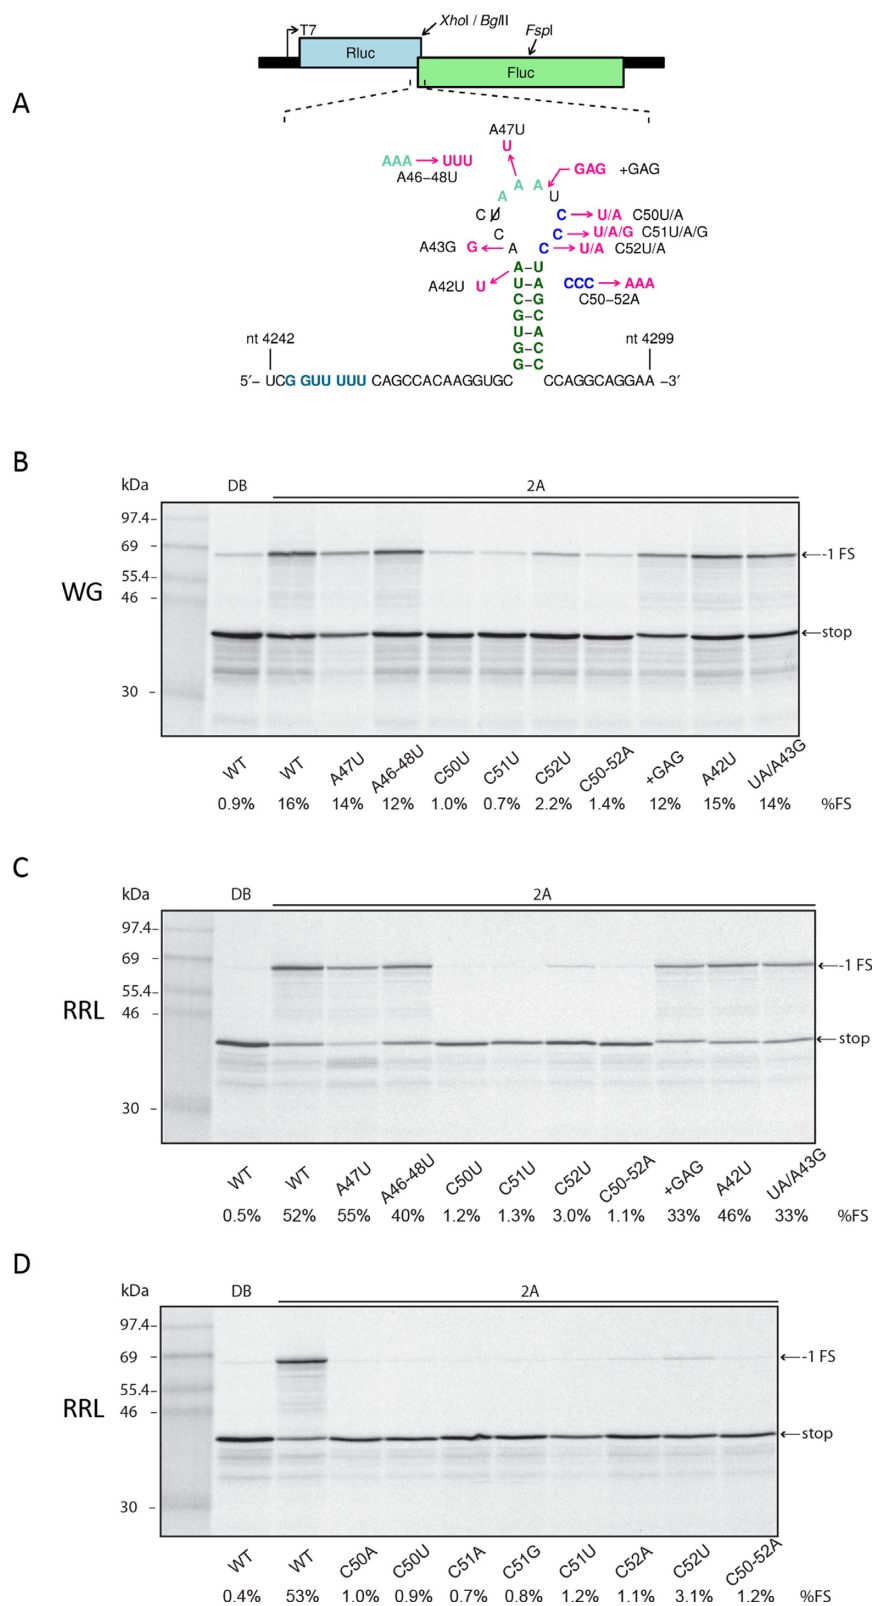 XhoI / BglII
T7
FspI
Rluc
Fluc
A
A47U
U
AAA → UUU
GAG +GAG
A46−48U
A A A
U
C U
C → U/A C50U/A
C
C → U/A/G C51U/A/G
A43G G ← A
C → U/A C52U/A
A42U U
A−U
CCC → AAA
U−A
C50−52A
C−G
G−C
U−A
nt 4242
G−C
nt 4299
G−C
5′− UCG GUU UUU CAGCCACAAGGUGC CCAGGCAGGAA −3′
B
kDa DB 2A
97.4−
69 −
←-1 FS
55.4−
WG
46 −
←stop
30 −
WT WT A47U A46-48U C50U C51U C52U C50-52A +GAG A42U UA/A43G
0.9% 16% 14% 12% 1.0% 0.7% 2.2% 1.4% 12% 15% 14% %FS
C
kDa DB 2A
97.4−
69 −
←-1 FS
55.4−
RRL
46 −
←stop
30 −
WT WT A47U A46-48U C50U C51U C52U C50-52A +GAG A42U UA/A43G
0.5% 52% 55% 40% 1.2% 1.3% 3.0% 1.1% 33% 46% 33% %FS
D
kDa DB 2A
97.4−
69 −
←-1 FS
55.4−
RRL
46 −
←stop
30 −
WT WT C50A C50U C51A C51G C51U C52A C52U C50-52A
0.4% 53% 1.0% 0.9% 0.7% 0.8% 1.2% 1.1% 3.1% 1.2% %FS